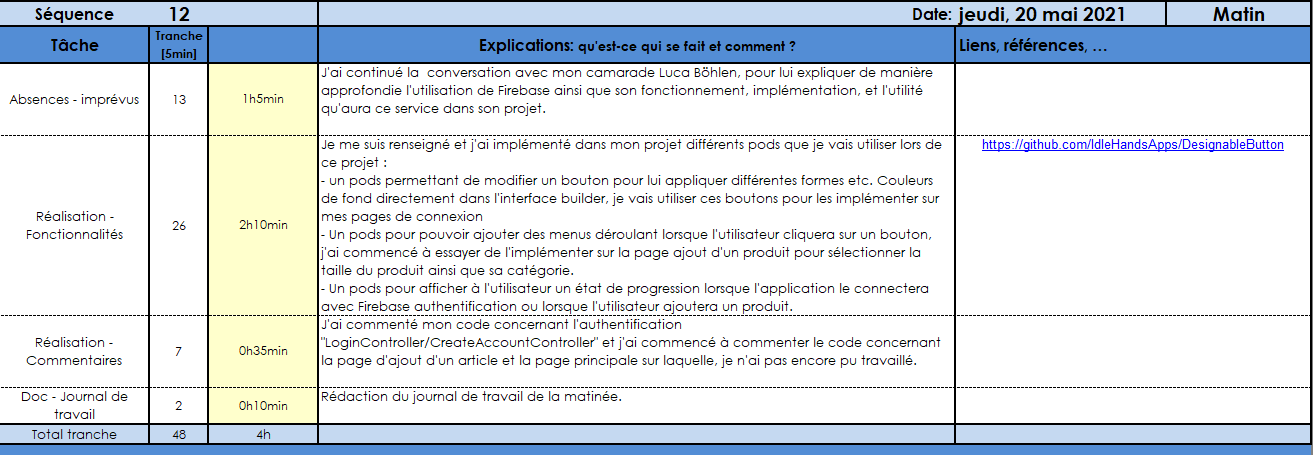 Séquence 12 Date: jeudi, 20 mai 2021 Matin
Tâche Tranche [5min] Explications: qu'est-ce qui se fait et comment ? Liens, références, …
Absences - imprévus 13 1h5min
J'ai continué la  conversation avec mon camarade Luca Böhlen, pour lui expliquer de manière
approfondie l'utilisation de Firebase ainsi que son fonctionnement, implémentation, et l'utilité
qu'aura ce service dans son projet.
Réalisation -
Fonctionnalités
26 2h10min
Je me suis renseigné et j'ai implémenté dans mon projet différents pods que je vais utiliser lors de
ce projet :
- un pods permettant de modifier un bouton pour lui appliquer différentes formes etc. Couleurs
de fond directement dans l'interface builder, je vais utiliser ces boutons pour les implémenter sur
mes pages de connexion
- Un pods pour pouvoir ajouter des menus déroulant lorsque l'utilisateur cliquera sur un bouton,
j'ai commencé à essayer de l'implémenter sur la page ajout d'un produit pour sélectionner la
taille du produit ainsi que sa catégorie.
- Un pods pour afficher à l'utilisateur un état de progression lorsque l'application le connectera
avec Firebase authentification ou lorsque l'utilisateur ajoutera un produit.
https://github.com/IdleHandsApps/DesignableButton
Réalisation -
Commentaires
7 0h35min
J'ai commenté mon code concernant l'authentification
"LoginController/CreateAccountController" et j'ai commencé à commenter le code concernant
la page d'ajout d'un article et la page principale sur laquelle, je n'ai pas encore pu travaillé.
Doc - Journal de
travail
2 0h10min
Rédaction du journal de travail de la matinée.
Total tranche 48 4h